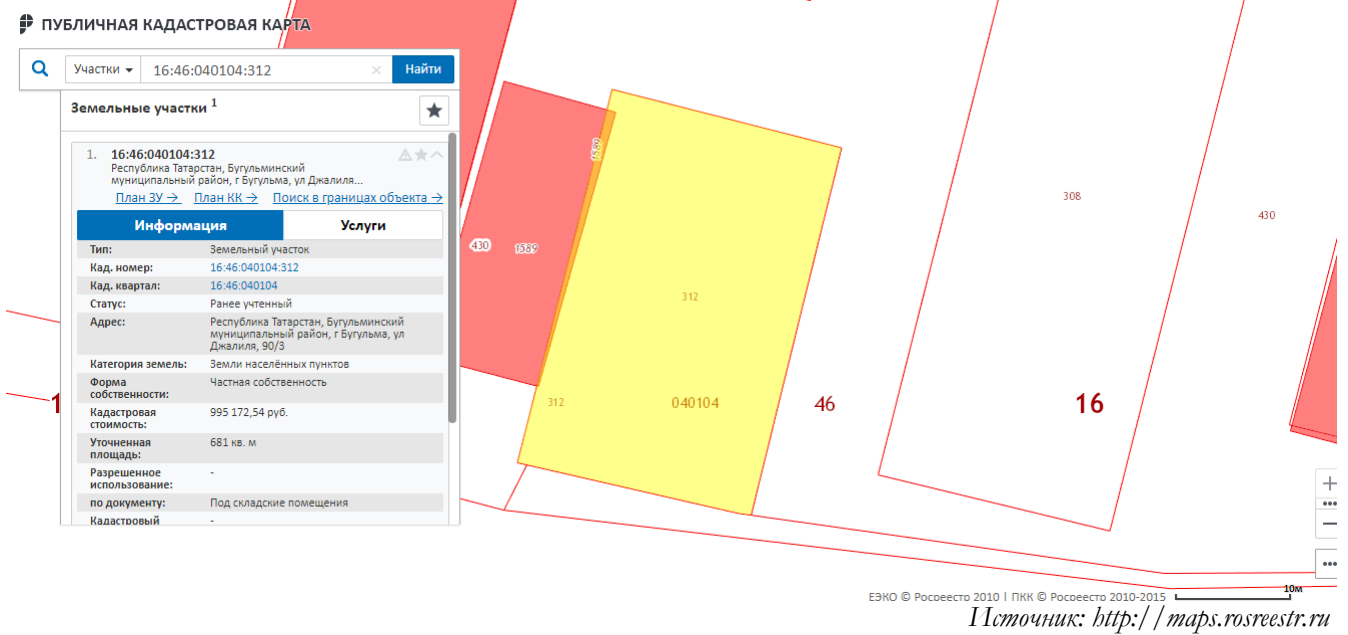 ПУБЛИЧНАЯ КАДАСТРОВАЯ КАРТА
Участки
16:46:040104:312
Найти
Земельные участки 1
1. 16:46:040104:312
Республика Татарстан, Бугульминский
муниципальный район, г Бугульма, ул Джалиля...
План ЗУ → План КК → Поиск в границах объекта →
Информация Услуги
Тип: Земельный участок
Кад. номер: 16:46:040104:312
Кад. квартал: 16:46:040104
Статус: Ранее учтенный
Адрес: Республика Татарстан, Бугульминский
муниципальный район, г Бугульма, ул
Джалиля, 90/3
Категория земель: Земли населённых пунктов
Форма Частная собственность
собственности:
Кадастровая 995 172,54 руб.
стоимость:
Уточненная 681 кв. м
площадь:
Разрешенное -
использование:
по документу: Под складские помещения
Кадастровый -
1589
430
1589
312
308
430
312
040104
46
16
1
10м
ЕЭКО © Росреестр 2010 | ПКК © Росреестр 2010-2015
Источник: http://maps.rosreestr.ru